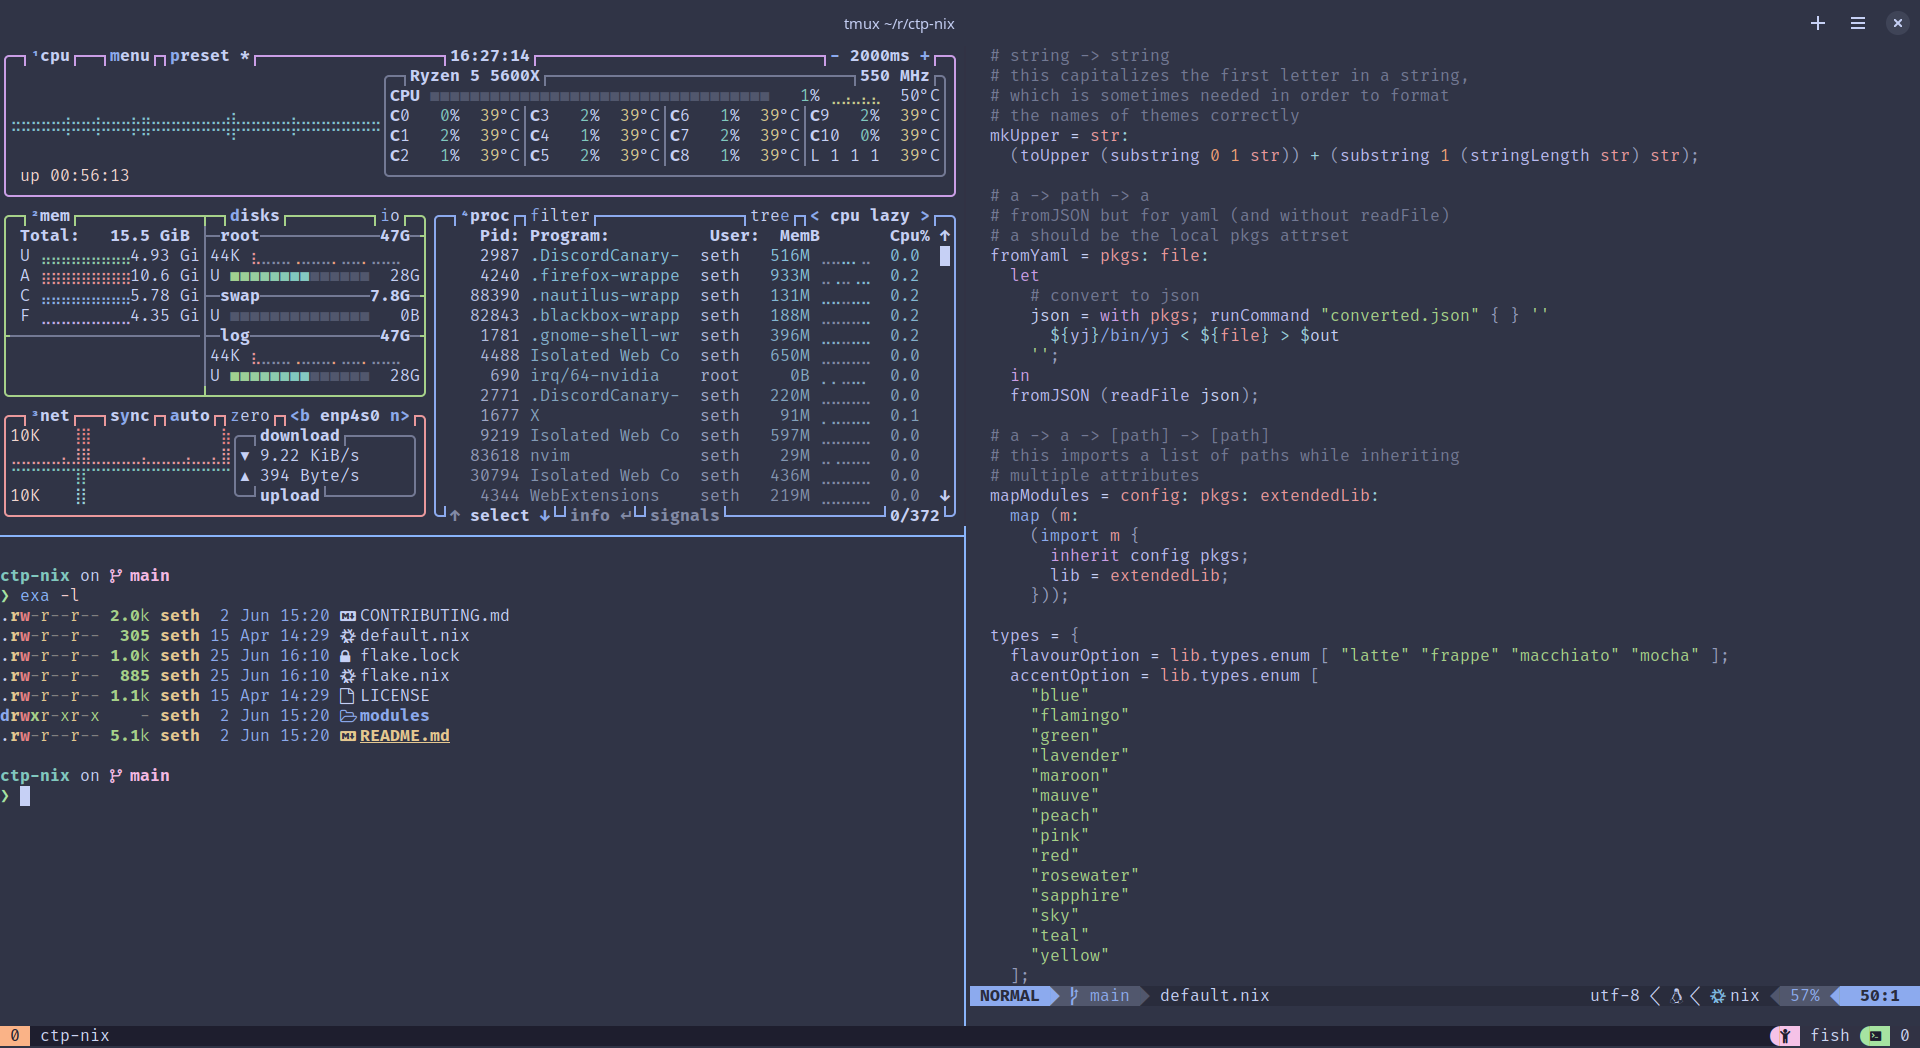 tmux ~/r/ctp-nix
¹cpu menu preset * 16:27:14 - 2000ms +
Ryzen 5 5600X 550 MHz
CPU 1% 50°C
C0 0% 39°C C3 2% 39°C C6 1% 39°C C9 2% 39°C
C1 2% 39°C C4 1% 39°C C7 2% 39°C C10 0% 39°C
C2 1% 39°C C5 2% 39°C C8 1% 39°C L 1 1 1 39°C
up 00:56:13
²mem disks io
Total: 15.5 GiB root 47G
U 4.93 Gi 44K
A 10.6 Gi U 28G
C 5.78 Gi swap 7.8G
F 4.35 Gi U 0B
log 47G
44K
U 28G
³net sync auto zero <b enp4s0 n>
10K download
▼ 9.22 KiB/s
▲ 394 Byte/s
10K upload
⁴proc filter tree < cpu lazy >
Pid: Program: User: MemB Cpu% ↑
2987 .DiscordCanary- seth 516M 0.0
4240 .firefox-wrappe seth 933M 0.2
88390 .nautilus-wrapp seth 131M 0.2
82843 .blackbox-wrapp seth 188M 0.2
1781 .gnome-shell-wr seth 396M 0.2
4488 Isolated Web Co seth 650M 0.0
690 irq/64-nvidia root 0B 0.0
2771 .DiscordCanary- seth 220M 0.0
1677 X seth 91M 0.1
9219 Isolated Web Co seth 597M 0.0
83618 nvim seth 29M 0.0
30794 Isolated Web Co seth 436M 0.0
4344 WebExtensions seth 219M 0.0 ↓
↑ select ↓ info ↵ signals 0/372
ctp-nix on main
❯ exa -l
.rw-r--r-- 2.0k seth 2 Jun 15:20 CONTRIBUTING.md
.rw-r--r-- 305 seth 15 Apr 14:29 default.nix
.rw-r--r-- 1.0k seth 25 Jun 16:10 flake.lock
.rw-r--r-- 885 seth 25 Jun 16:10 flake.nix
.rw-r--r-- 1.1k seth 15 Apr 14:29 LICENSE
drwxr-xr-x - seth 2 Jun 15:20 modules
.rw-r--r-- 5.1k seth 2 Jun 15:20 README.md
ctp-nix on main
❯
# string -> string
# this capitalizes the first letter in a string,
# which is sometimes needed in order to format
# the names of themes correctly
mkUpper = str:
(toUpper (substring 0 1 str)) + (substring 1 (stringLength str) str);
# a -> path -> a
# fromJSON but for yaml (and without readFile)
# a should be the local pkgs attrset
fromYaml = pkgs: file:
let
# convert to json
json = with pkgs; runCommand "converted.json" { } ''
${yj}/bin/yj < ${file} > $out
'';
in
fromJSON (readFile json);
# a -> a -> [path] -> [path]
# this imports a list of paths while inheriting
# multiple attributes
mapModules = config: pkgs: extendedLib:
map (m:
(import m {
inherit config pkgs;
lib = extendedLib;
}));
types = {
flavourOption = lib.types.enum [ "latte" "frappe" "macchiato" "mocha" ];
accentOption = lib.types.enum [
"blue"
"flamingo"
"green"
"lavender"
"maroon"
"mauve"
"peach"
"pink"
"red"
"rosewater"
"sapphire"
"sky"
"teal"
"yellow"
];
NORMAL main default.nix utf-8 nix 57% 50:1
0 ctp-nix fish 0